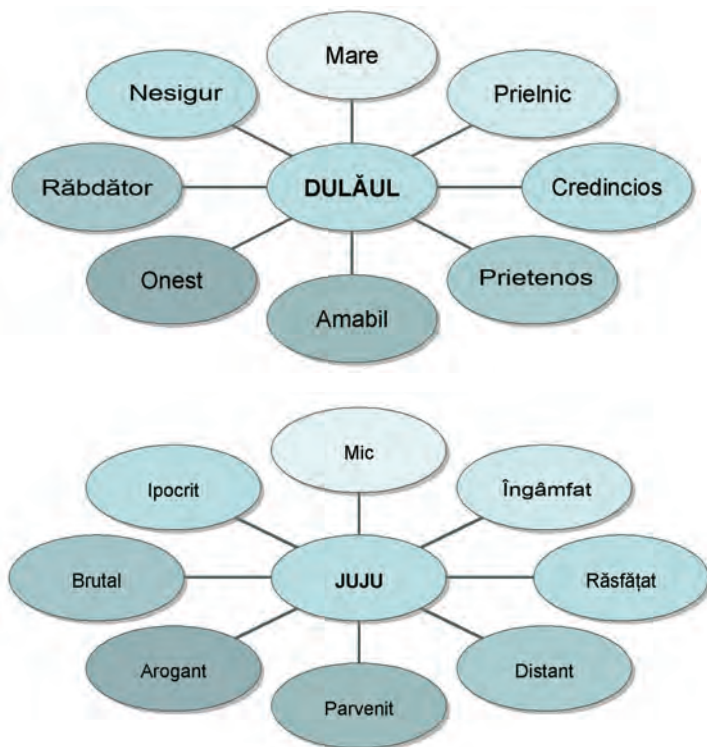 Mare
Nesigur
Prielnic
Răbdător
DULĂUL
Credincios
Onest
Prietenos
Amabil
Mic
Ipocrit
Îngâmfat
Brutal
JUJU
Răsfățat
Arogant
Distant
Parvenit